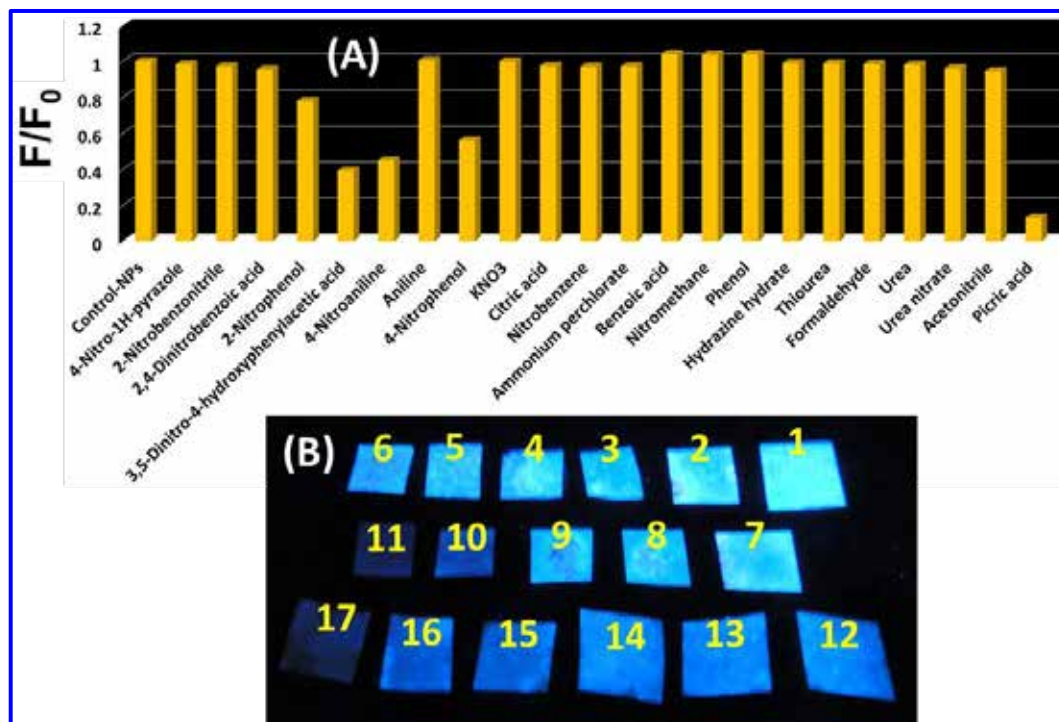 (A)
F/F0
1.2
1
0.8
0.6
0.4
0.2
0
Control-NPs
4-Nitro-1H-pyrazole
2-Nitrobenzonitrile
2,4-Dinitrobenzoic acid
2-Nitrophenol
3,5-Dinitro-4-hydroxyphenylacetic acid
4-Nitroaniline
Aniline
4-Nitrophenol
KNO3
Citric acid
Nitrobenzene
Ammonium perchlorate
Benzoic acid
Nitromethane
Phenol
Hydrazine hydrate
Thiourea
Formaldehyde
Urea
Urea nitrate
Acetonitrile
Picric acid
(B)
6 5 4 3 2 1
11 10 9 8 7
17 16 15 14 13 12